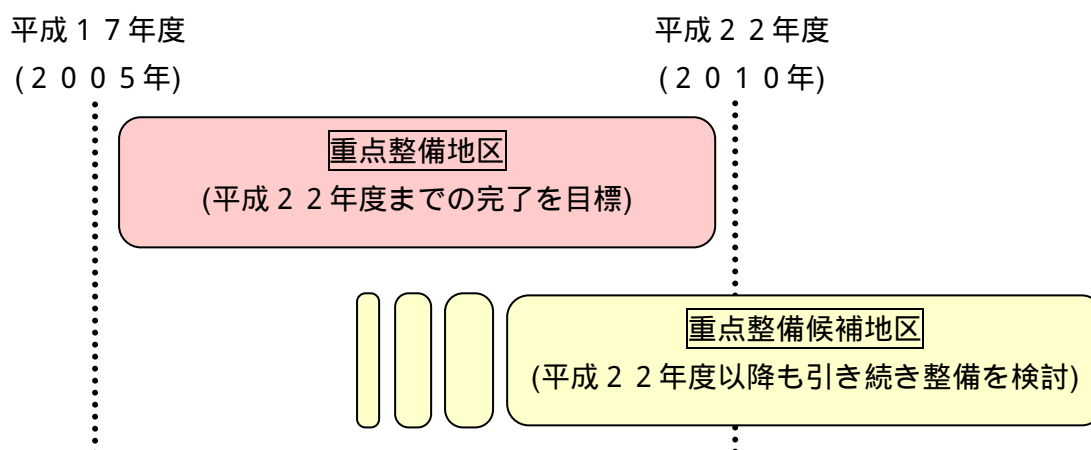 平成１７年度
(２００５年)
平成２２年度
(２０１０年)
重点整備地区
(平成２２年度までの完了を目標)
重点整備候補地区
(平成２２年度以降も引き続き整備を検討)